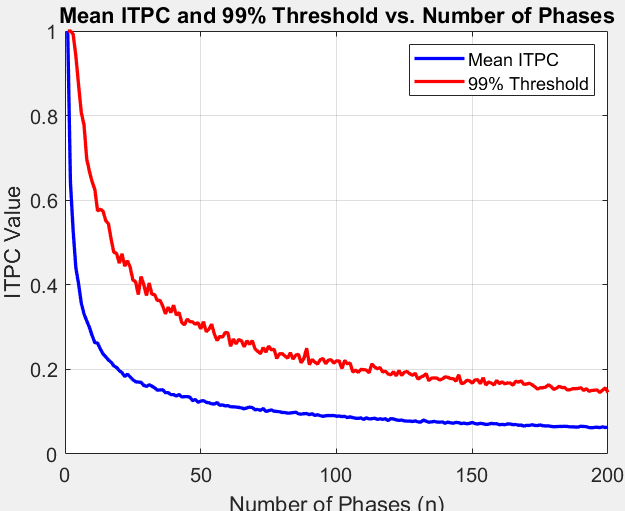 Mean ITPC and 99% Threshold vs. Number of Phases
Mean ITPC
99% Threshold
1
0.8
0.6
0.4
0.2
0
ITPC Value
0 50 100 150 200
Number of Phases (n)